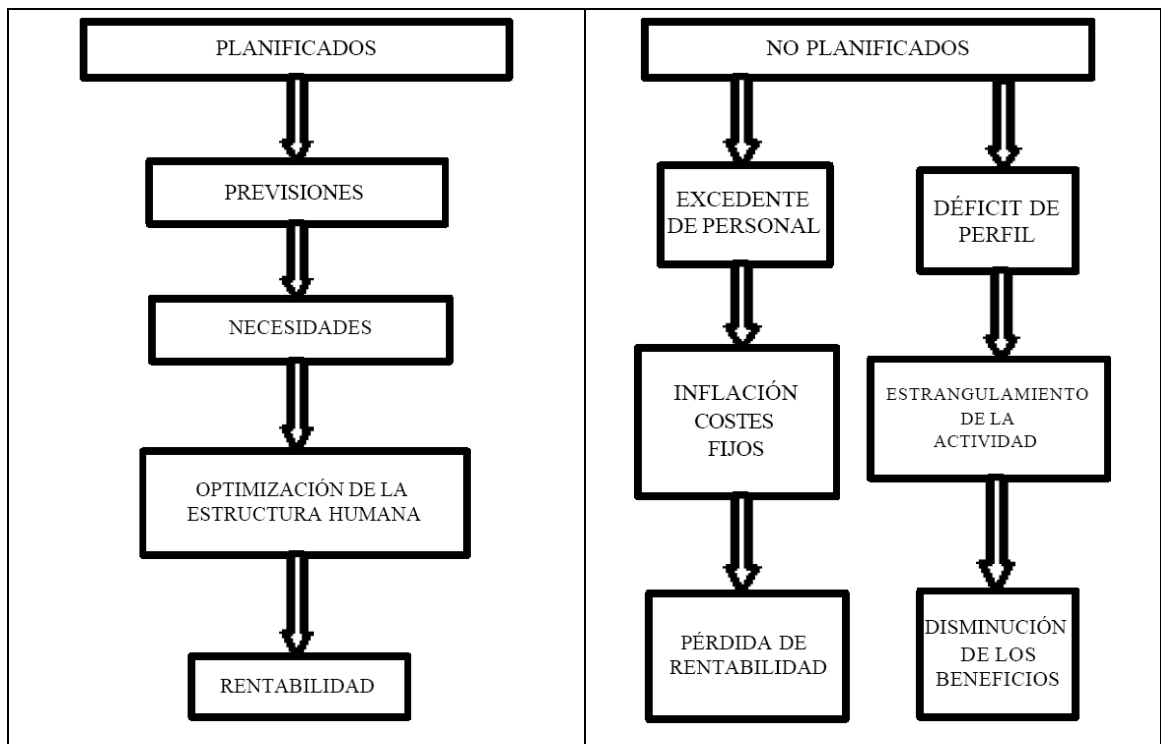 PLANIFICADOS
PREVISIONES
NECESIDADES
OPTIMIZACIÓN DE LA
ESTRUCTURA HUMANA
RENTABILIDAD
NO PLANIFICADOS
EXCEDENTE
DE PERSONAL
INFLACIÓN
COSTES
FIJOS
PÉRDIDA DE
RENTABILIDAD
DÉFICIT DE
PERFIL
ESTRANGULAMIENTO
DE LA
ACTIVIDAD
DISMINUCIÓN
DE LOS
BENEFICIOS